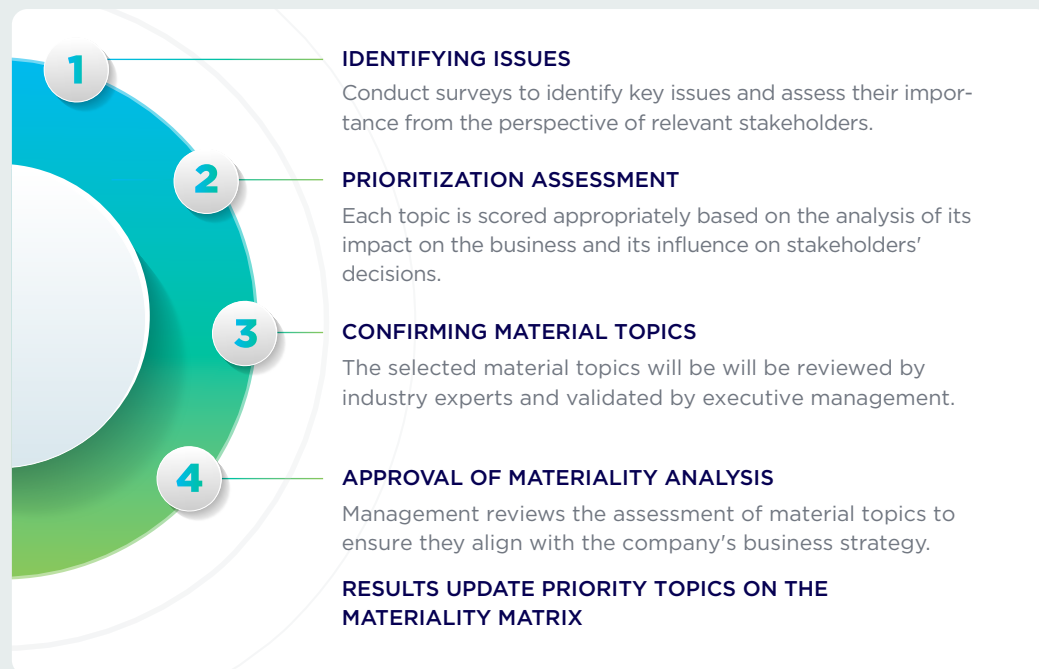 1
IDENTIFYING ISSUES
Conduct surveys to identify key issues and assess their impor-
tance from the perspective of relevant stakeholders.
2
PRIORITIZATION ASSESSMENT
Each topic is scored appropriately based on the analysis of its
impact on the business and its influence on stakeholders'
decisions.
3
CONFIRMING MATERIAL TOPICS
The selected material topics will be will be reviewed by
industry experts and validated by executive management.
4
APPROVAL OF MATERIALITY ANALYSIS
Management reviews the assessment of material topics to
ensure they align with the company's business strategy.
RESULTS UPDATE PRIORITY TOPICS ON THE
MATERIALITY MATRIX